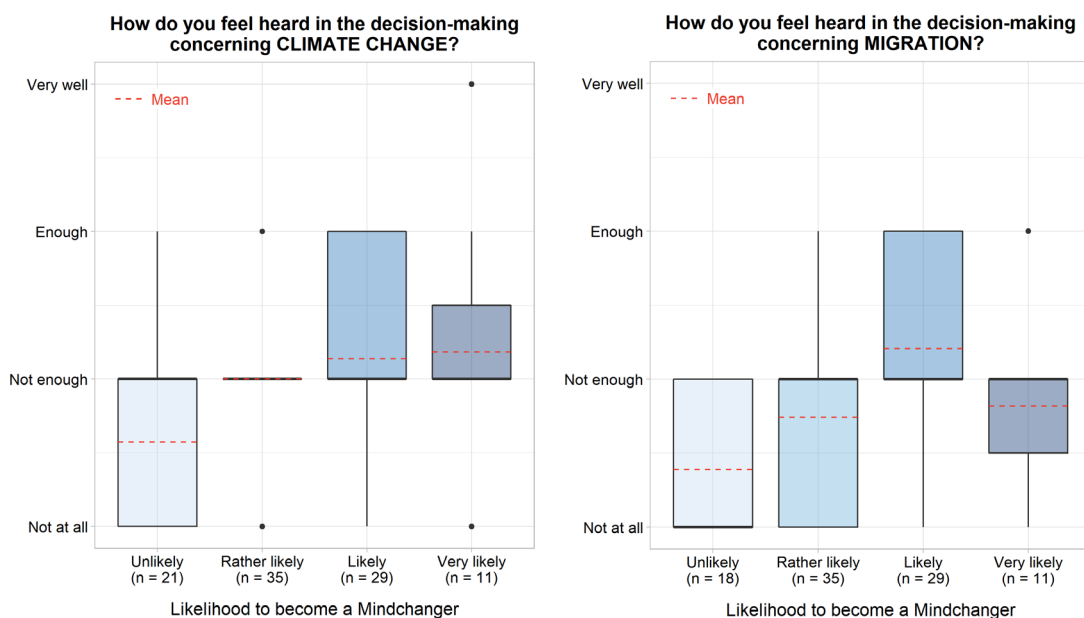 How do you feel heard in the decision-making
concerning CLIMATE CHANGE?
Very well
Mean
Enough
Not enough
Not at all
Unlikely
(n = 21)
Rather likely
(n = 35)
Likely
(n = 29)
Very likely
(n = 11)
Likelihood to become a Mindchanger
How do you feel heard in the decision-making
concerning MIGRATION?
Very well
Mean
Enough
Not enough
Not at all
Unlikely
(n = 18)
Rather likely
(n = 35)
Likely
(n = 29)
Very likely
(n = 11)
Likelihood to become a Mindchanger